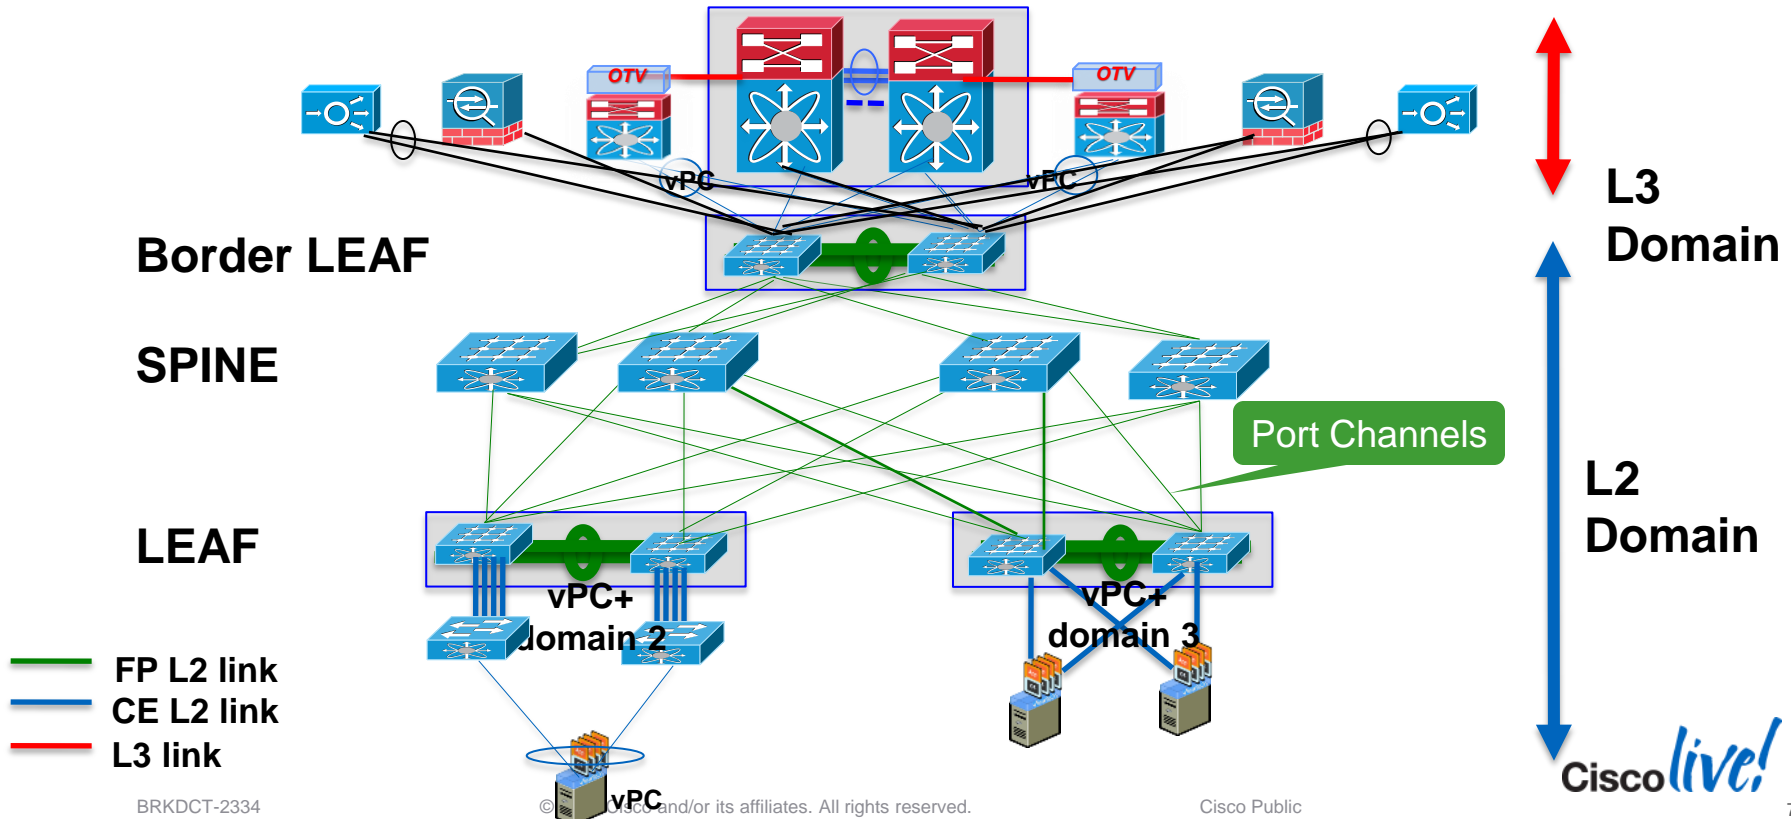 OTV
OTV
vPC
vPC
L3
Domain
Border LEAF
SPINE
Port Channels
L2
Domain
LEAF
vPC+
domain 2
vPC+
domain 3
FP L2 link
CE L2 link
L3 link
vPC
Cisco live!
BRKDCT-2334
© Cisco and/or its affiliates. All rights reserved.
Cisco Public
7